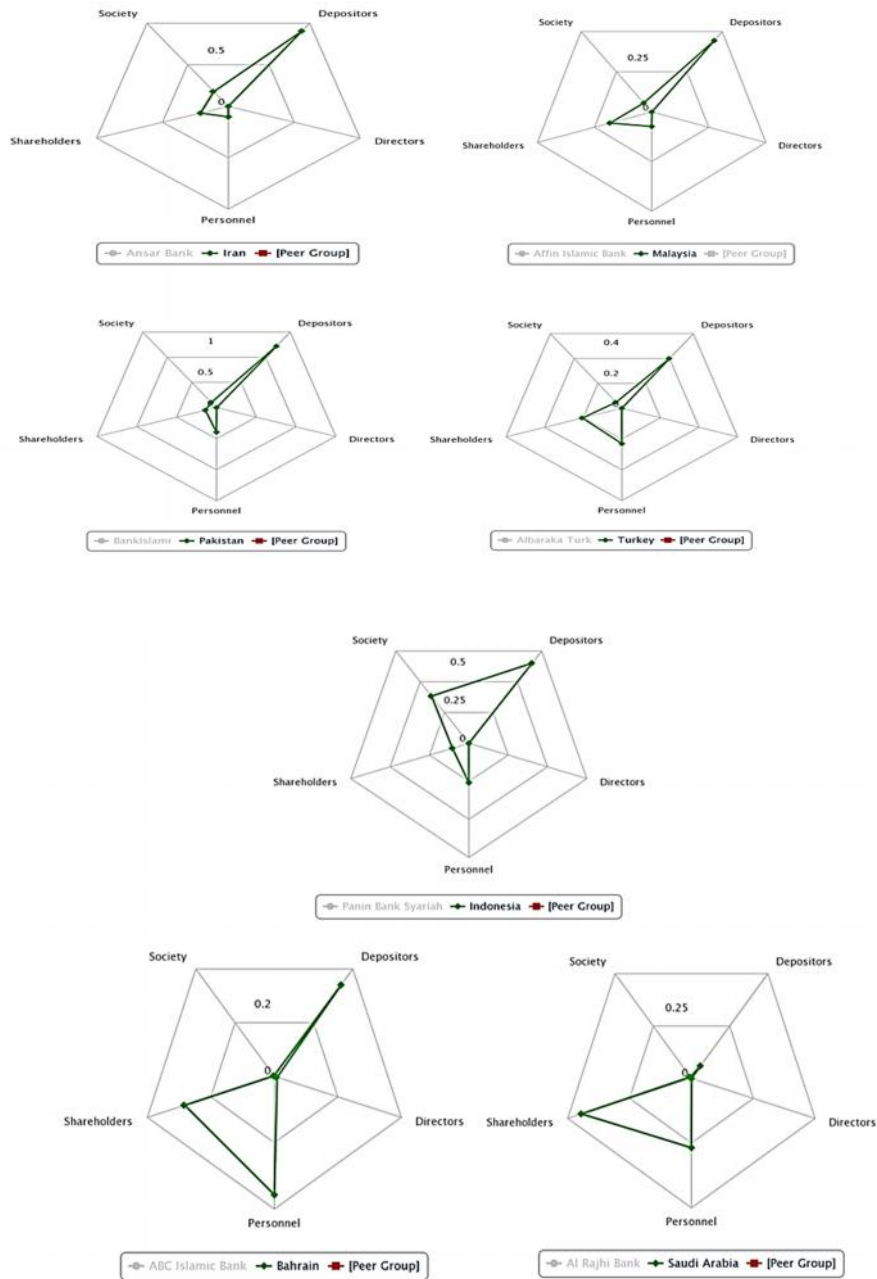 Society
Depositors
0.5
0
Shareholders
Directors
Personnel
Ansar Bank Iran [Peer Group]
Society
Depositors
0.25
0
Shareholders
Directors
Personnel
Affin Islamic Bank Malaysia [Peer Group]
Society
Depositors
1
0.5
Shareholders
Directors
Personnel
BankIslami Pakistan [Peer Group]
Society
Depositors
0.4
0.2
Shareholders
Directors
Personnel
Albaraka Turk Turkey [Peer Group]
Society
Depositors
0.5
0.25
0
Shareholders
Directors
Personnel
Panin Bank Syariah Indonesia [Peer Group]
Society
Depositors
0.2
0
Shareholders
Directors
Personnel
ABC Islamic Bank Bahrain [Peer Group]
Society
Depositors
0.25
0
Shareholders
Directors
Personnel
Al Rajhi Bank Saudi Arabia [Peer Group]